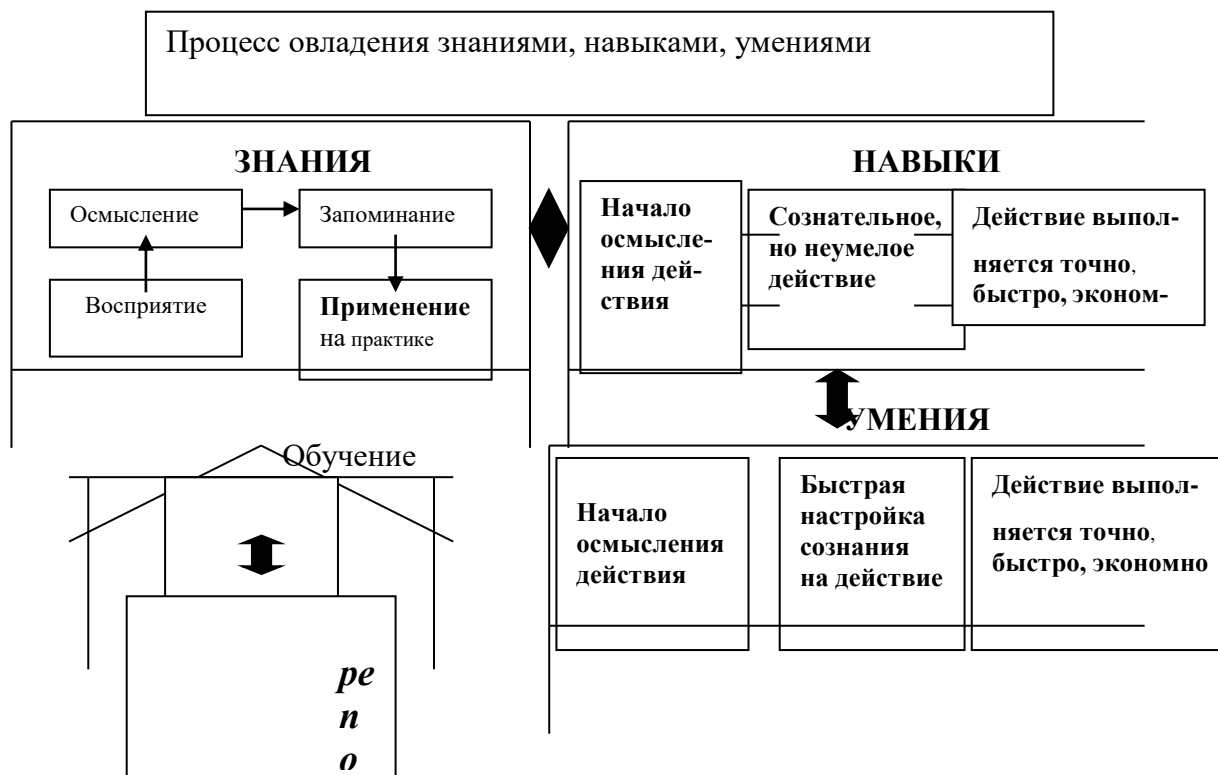 Процесс овладения знаниями, навыками, умениями
ЗНАНИЯ
Осмысление
Запоминание
Восприятие
Применение
на практике
НАВЫКИ
Начало
осмысле-
ния дей-
ствия
Сознательное,
но неумелое
действие
Действие выпол-
няется точно,
быстро, эконом-
УМЕНИЯ
Начало
осмысления
действия
Быстрая
настройка
сознания
на действие
Действие выпол-
няется точно,
быстро, экономно
Обучение
ре
п
о